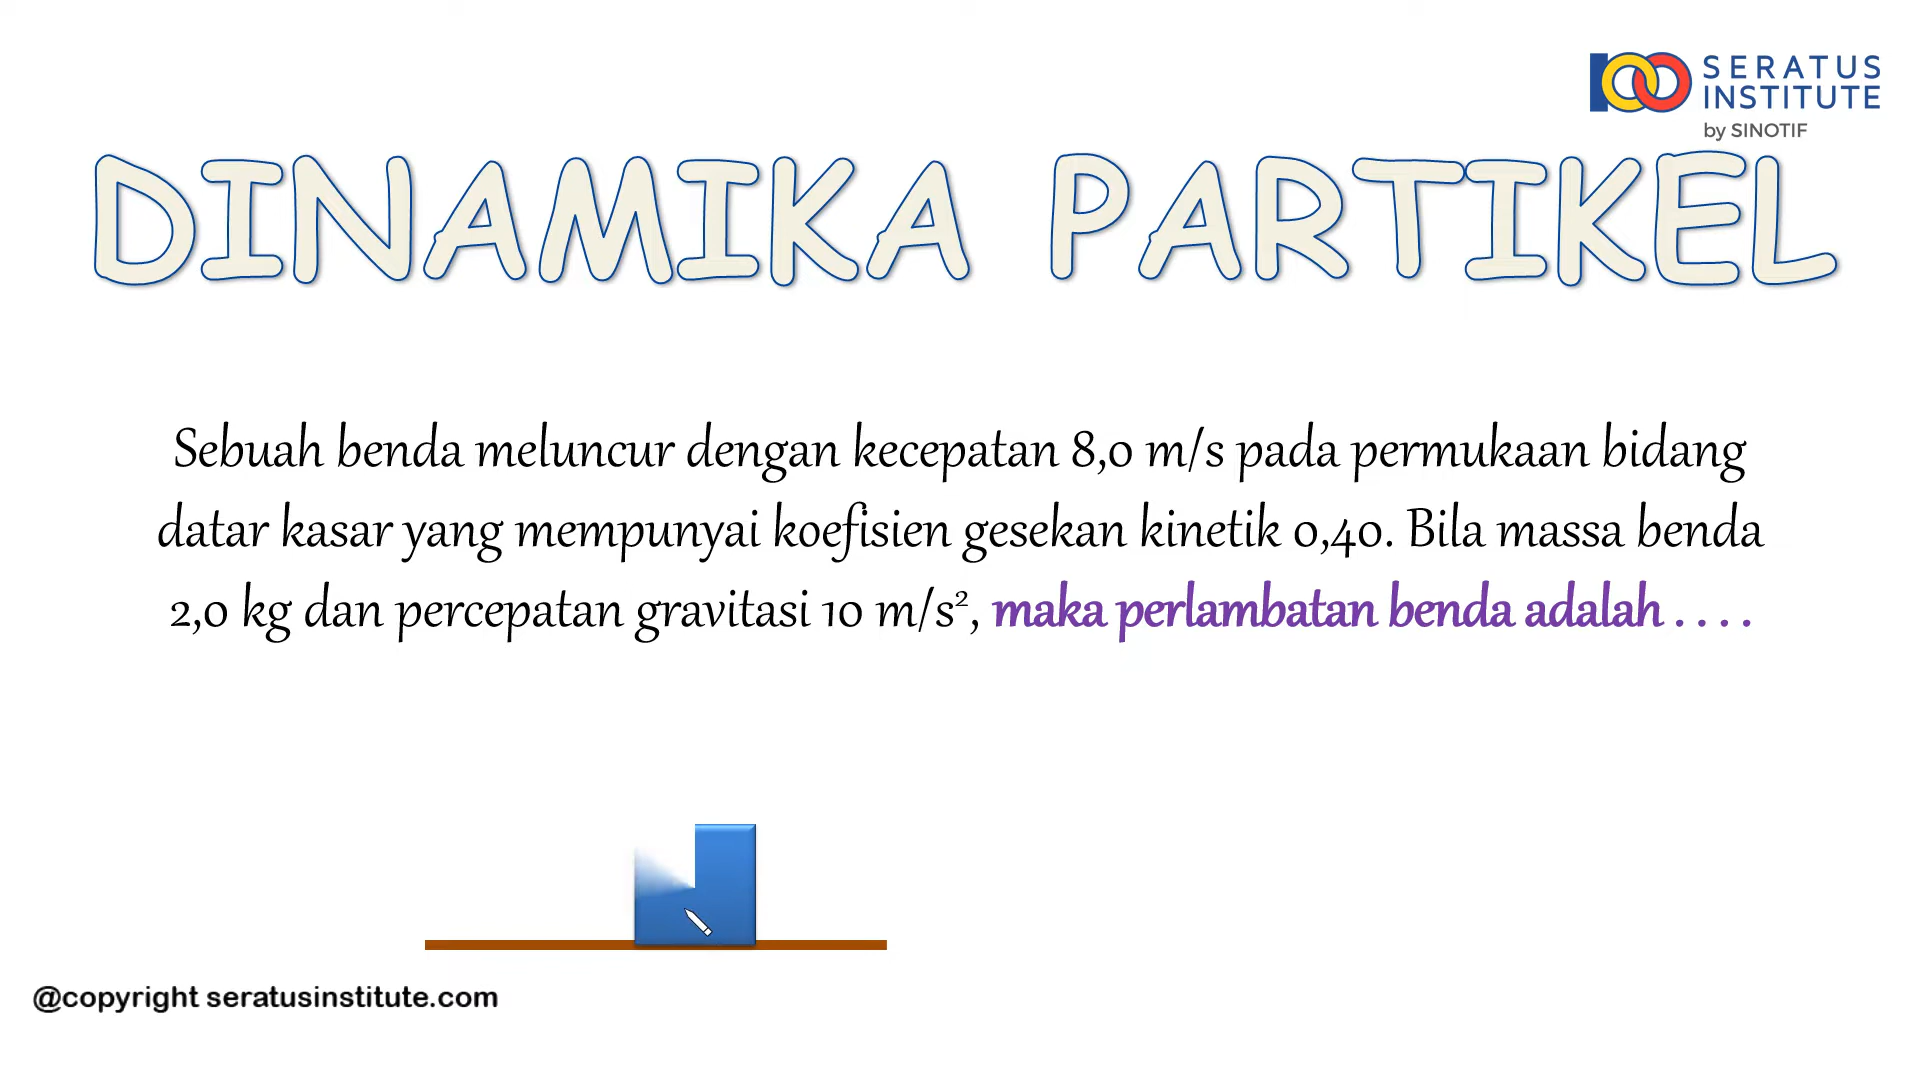 100 SERATUS
INSTITUTE
by SINOTIF
DINAMIKA PARTIKEL
Sebuah benda meluncur dengan kecepatan 8,0 m/s pada permukaan bidang
datar kasar yang mempunyai koefisien gesekan kinetik 0,40. Bila massa benda
2,0 kg dan percepatan gravitasi 10 m/s², maka perlambatan benda adalah . . . .
@copyright seratusinstitute.com